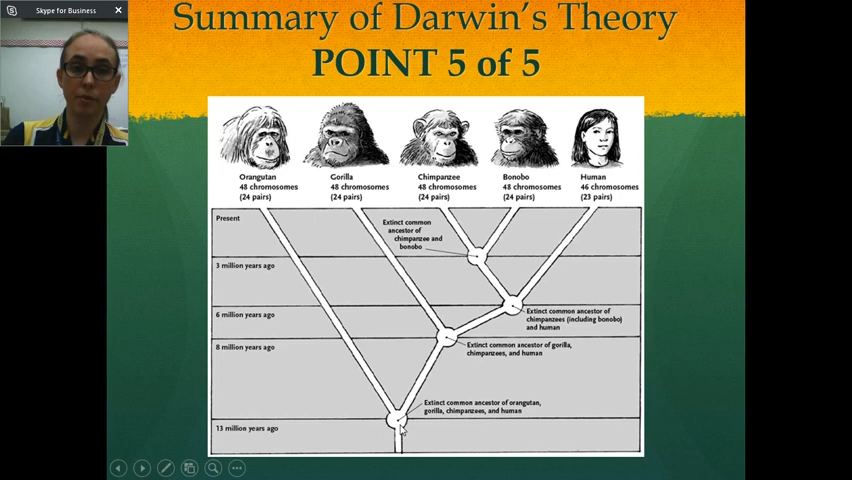 Skype for Business
Summary of Darwin's Theory
POINT 5 of 5
Orangutan
48 chromosomes
(24 pairs)
Gorilla
48 chromosomes
(24 pairs)
Chimpanzee
48 chromosomes
(24 pairs)
Bonobo
48 chromosomes
(24 pairs)
Human
46 chromosomes
(23 pairs)
Present
Extinct common
ancestor of
chimpanzee and
bonobo
3 million years ago
6 million years ago
Extinct common ancestor of
chimpanzees (including bonobo)
and human
8 million years ago
Extinct common ancestor of gorilla,
chimpanzees, and human
Extinct common ancestor of orangutan,
gorilla, chimpanzees, and human
13 million years ago